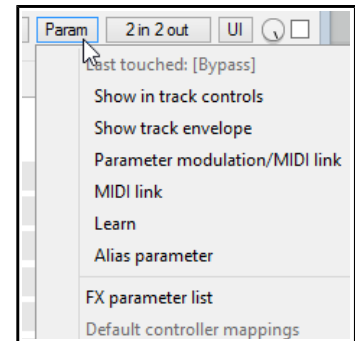 Param 2 in 2 out UI
Last touched: [Bypass]
Show in track controls
Show track envelope
Parameter modulation/MIDI link
MIDI link
Learn
Alias parameter
FX parameter list
Default controller mappings